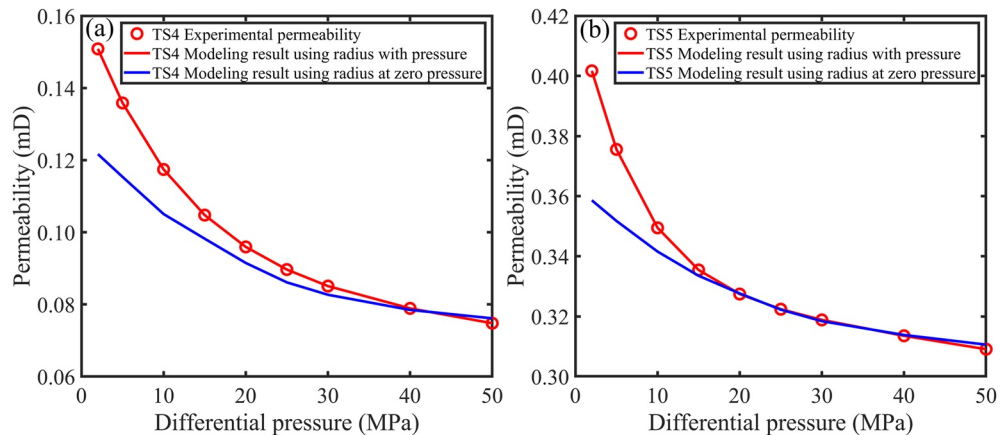 (a)
TS4 Experimental permeability
TS4 Modeling result using radius with pressure
TS4 Modeling result using radius at zero pressure
Permeability (mD)
0.16
0.14
0.12
0.10
0.08
0.06
0 10 20 30 40 50
Differential pressure (MPa)
(b)
TS5 Experimental permeability
TS5 Modeling result using radius with pressure
TS5 Modeling result using radius at zero pressure
Permeability (mD)
0.42
0.40
0.38
0.36
0.34
0.32
0.30
0 10 20 30 40 50
Differential pressure (MPa)